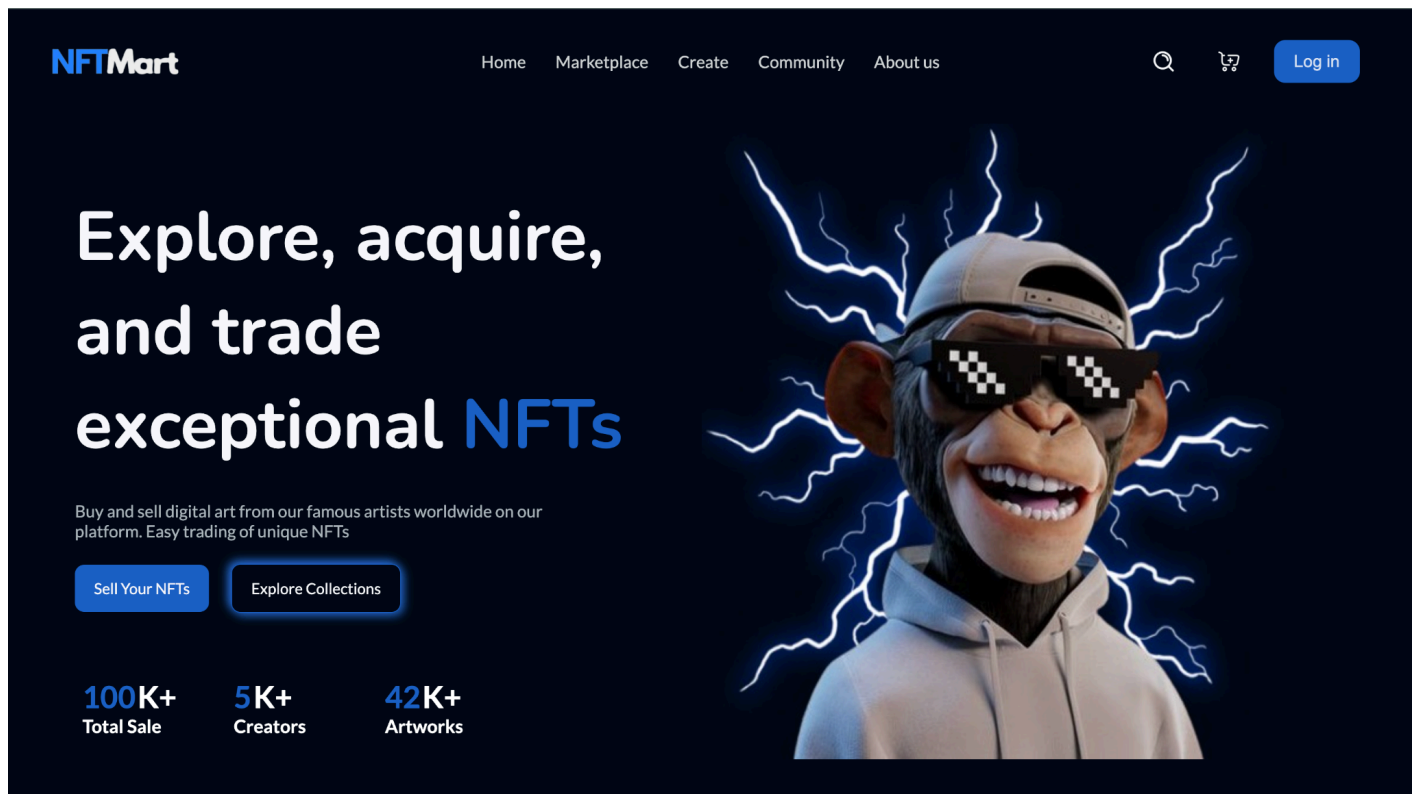 NFTMart
Home Marketplace Create Community About us
Log in
Explore, acquire,
and trade
exceptional NFTs
Buy and sell digital art from our famous artists worldwide on our
platform. Easy trading of unique NFTs
Sell Your NFTs Explore Collections
100K+ 5K+ 42K+
Total Sale Creators Artworks